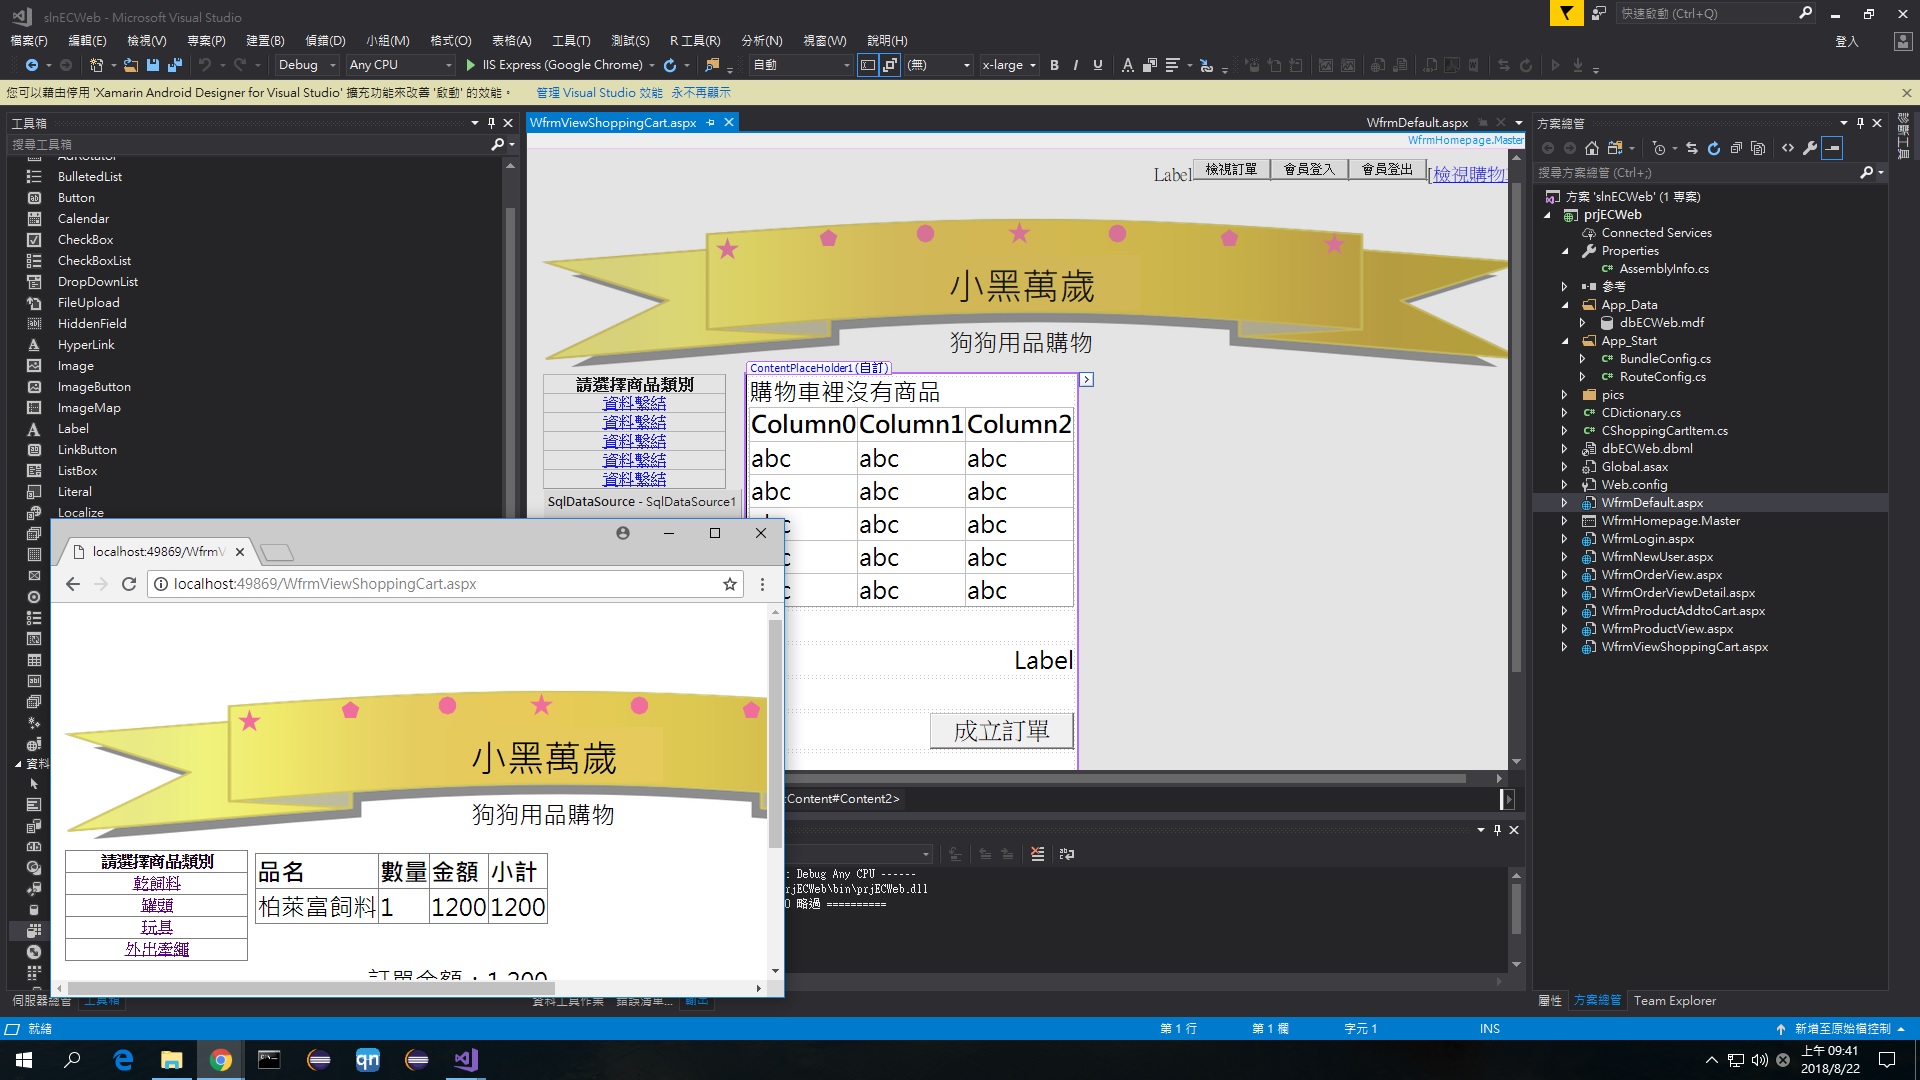 slnECWeb - Microsoft Visual Studio
快速啟動 (Ctrl+Q)
檔案(F) 編輯(E) 檢視(V) 專案(P) 建置(B) 偵錯(D) 小組(M) 格式(O) 表格(A) 工具(T) 測試(S) R 工具(R) 分析(N) 視窗(W) 說明(H)
登入
Debug Any CPU IIS Express (Google Chrome) 自動 (無) x-large B I U A
您可以藉由停用 'Xamarin Android Designer for Visual Studio' 擴充功能來改善 '啟動' 的效能。 管理 Visual Studio 效能 永不再顯示
工具箱
搜尋工具箱
BulletedList
Button
Calendar
CheckBox
CheckBoxList
DropDownList
FileUpload
HiddenField
HyperLink
Image
ImageButton
ImageMap
Label
LinkButton
ListBox
Literal
Localize
資料
伺服器總管 工具箱
WfrmViewShoppingCart.aspx
WfrmDefault.aspx
WfrmHomepage.Master
Label 檢視訂單 會員登入 會員登出 [檢視購物
小黑萬歲
狗狗用品購物
請選擇商品類別
資料繫結
資料繫結
資料繫結
資料繫結
資料繫結
SqlDataSource - SqlDataSource1
ContentPlaceHolder1 (自訂)
購物車裡沒有商品
Column0 Column1 Column2
abc abc abc
abc abc abc
abc abc
abc abc
abc abc
Label
成立訂單
:Content#Content2>
: Debug Any CPU ------
rjECWeb\bin\prjECWeb.dll
0 略過 ==========
資料工具作業 錯誤清單... 輸出
localhost:49869/WfrmV
localhost:49869/WfrmViewShoppingCart.aspx
小黑萬歲
狗狗用品購物
請選擇商品類別
乾飼料
罐頭
玩具
外出牽繩
品名 數量 金額 小計
柏萊富飼料 1 1200 1200
訂單金額：1,200
方案總管
搜尋方案總管 (Ctrl+;)
方案 'slnECWeb' (1 專案)
prjECWeb
Connected Services
Properties
AssemblyInfo.cs
參考
App_Data
dbECWeb.mdf
App_Start
BundleConfig.cs
RouteConfig.cs
pics
CDictionary.cs
CShoppingCartItem.cs
dbECWeb.dbml
Global.asax
Web.config
WfrmDefault.aspx
WfrmHomepage.Master
WfrmLogin.aspx
WfrmNewUser.aspx
WfrmOrderView.aspx
WfrmOrderViewDetail.aspx
WfrmProductAddtoCart.aspx
WfrmProductView.aspx
WfrmViewShoppingCart.aspx
屬性 方案總管 Team Explorer
診斷工具
就緒 第 1 行 第 1 欄 字元 1 INS 新增至原始檔控制
qn
上午 09:41
2018/8/22